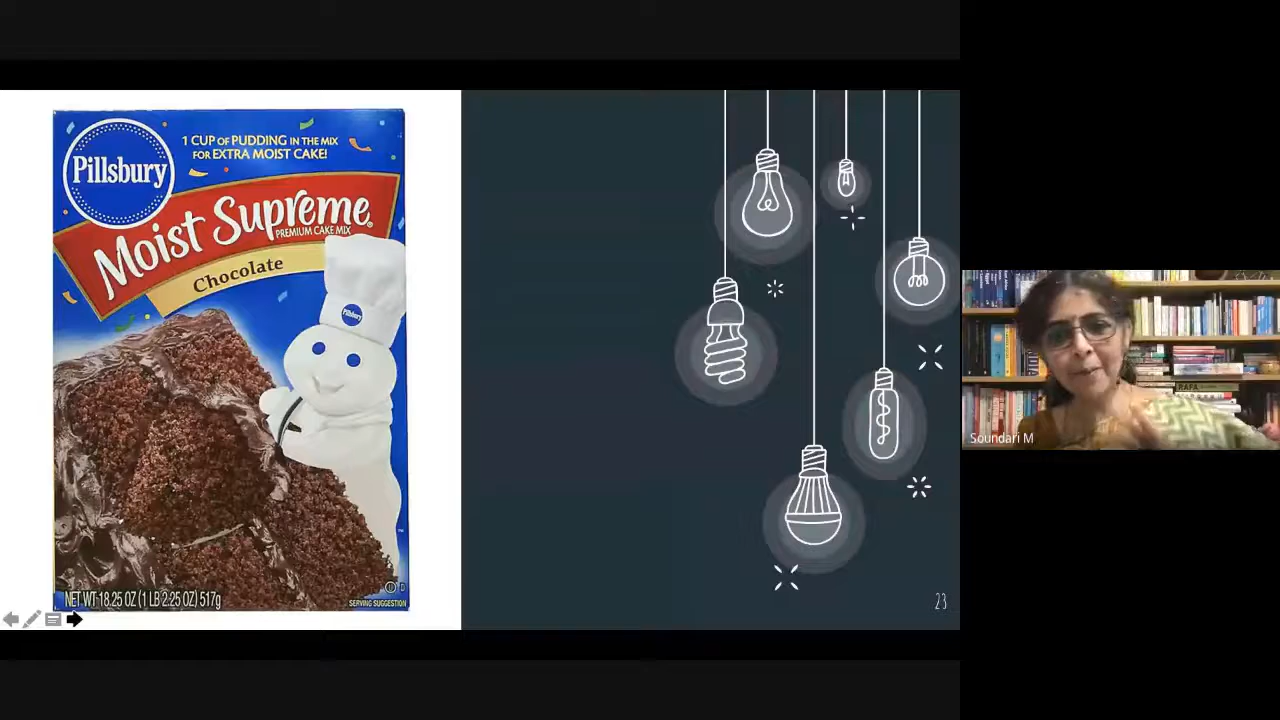 Pillsbury
1 CUP OF PUDDING IN THE MIX
FOR EXTRA MOIST CAKE!
Moist Supreme®
PREMIUM CAKE MIX
Chocolate
Pillsbury
NET WT 18.25 OZ (1 LB 2.25 OZ) 517g
SERVING SUGGESTION
23
RAFA
Soundari M